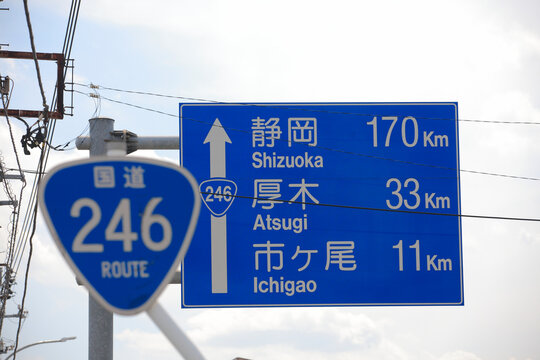 国道
246
ROUTE
静岡 170 Km
Shizuoka
246
厚木 33 Km
Atsugi
市ヶ尾 11 Km
Ichigao